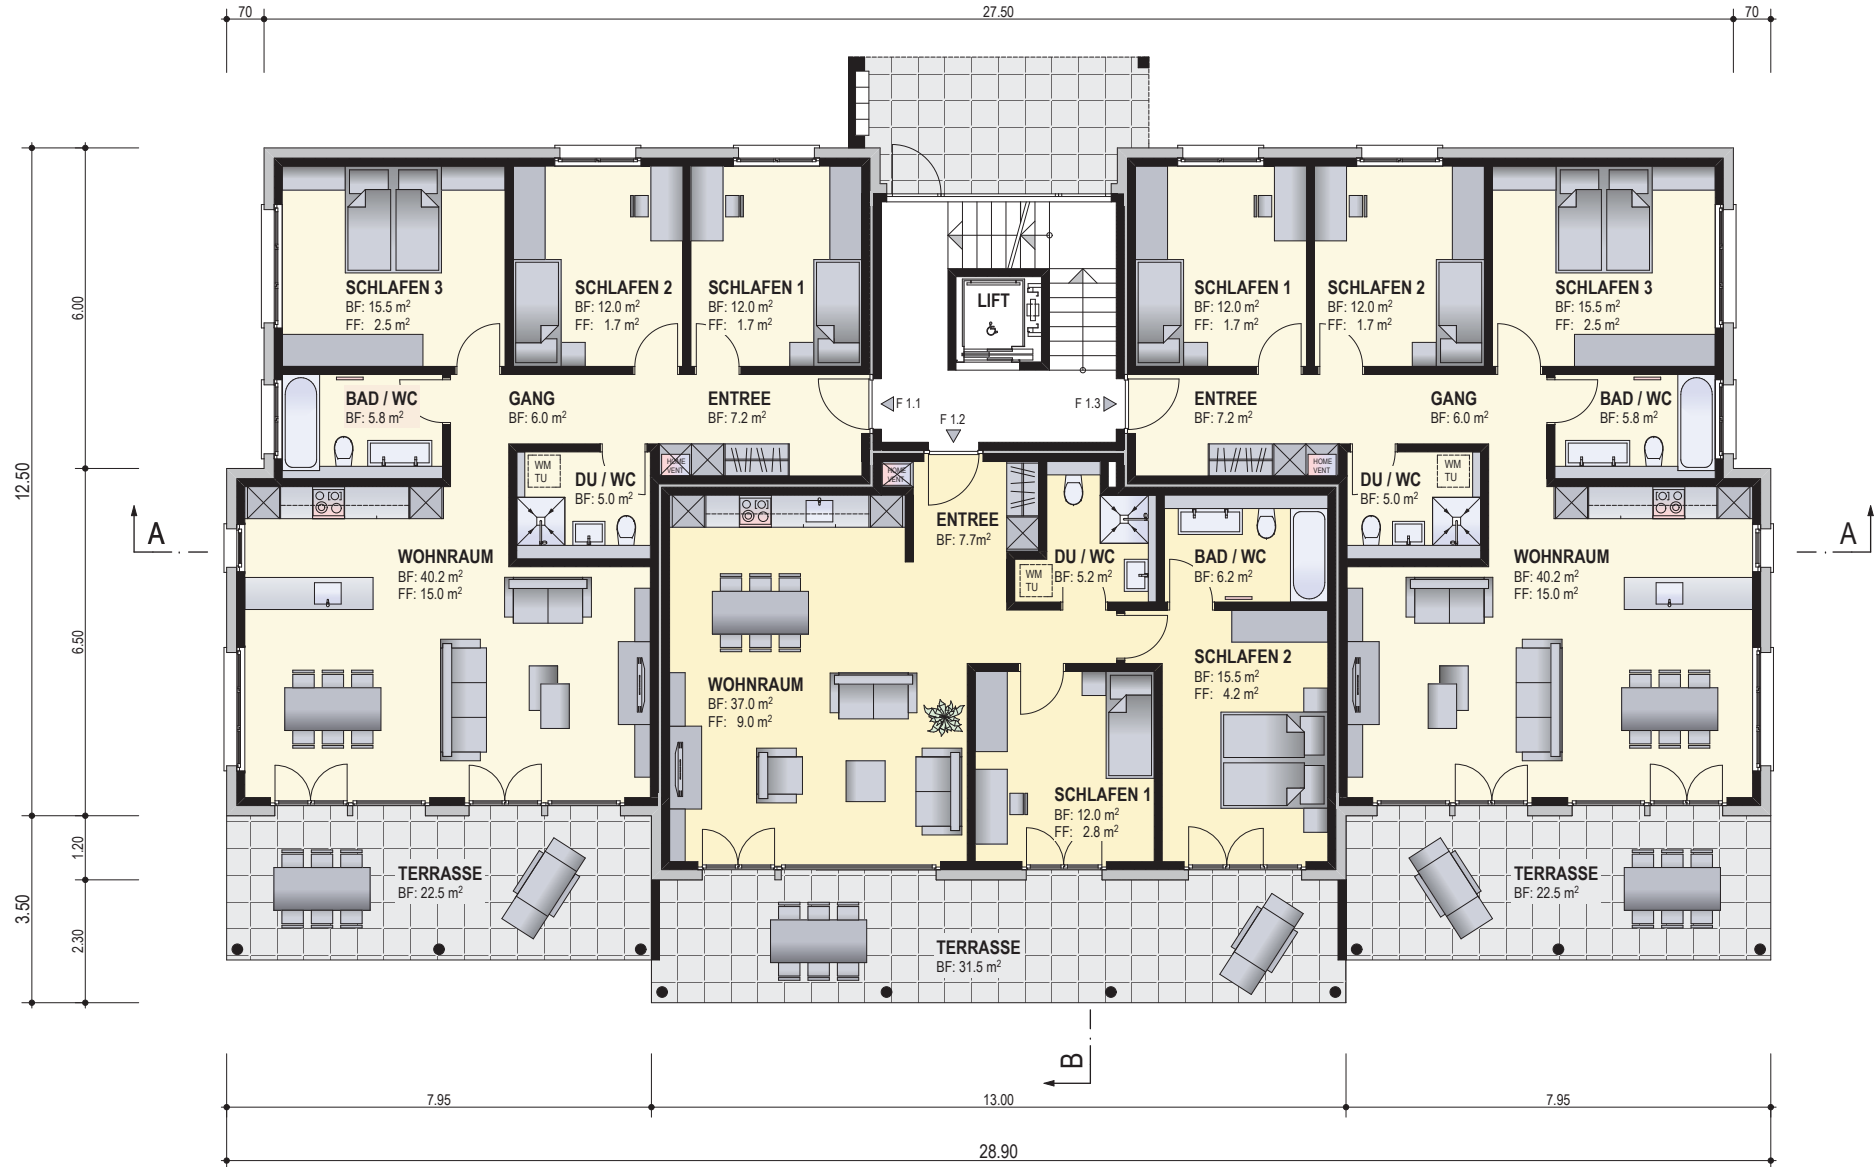 70
27.50
70
12.50
6.00
6.50
3.50
1.20
2.30
SCHLAFEN 3
BF: 15.5 m²
FF: 2.5 m²
SCHLAFEN 2
BF: 12.0 m²
FF: 1.7 m²
SCHLAFEN 1
BF: 12.0 m²
FF: 1.7 m²
LIFT
SCHLAFEN 1
BF: 12.0 m²
FF: 1.7 m²
SCHLAFEN 2
BF: 12.0 m²
FF: 1.7 m²
SCHLAFEN 3
BF: 15.5 m²
FF: 2.5 m²
BAD / WC
BF: 5.8 m²
GANG
BF: 6.0 m²
ENTREE
BF: 7.2 m²
F 1.1
F 1.2
F 1.3
ENTREE
BF: 7.2 m²
GANG
BF: 6.0 m²
BAD / WC
BF: 5.8 m²
WM
TU
DU / WC
BF: 5.0 m²
HOME
VENT
HOME
VENT
HOME
VENT
DU / WC
BF: 5.0 m²
WM
TU
A
A
WOHNRAUM
BF: 40.2 m²
FF: 15.0 m²
ENTREE
BF: 7.7m²
WM
TU
DU / WC
BF: 5.2 m²
BAD / WC
BF: 6.2 m²
WOHNRAUM
BF: 40.2 m²
FF: 15.0 m²
WOHNRAUM
BF: 37.0 m²
FF: 9.0 m²
SCHLAFEN 2
BF: 15.5 m²
FF: 4.2 m²
SCHLAFEN 1
BF: 12.0 m²
FF: 2.8 m²
TERRASSE
BF: 22.5 m²
TERRASSE
BF: 31.5 m²
TERRASSE
BF: 22.5 m²
B
7.95
13.00
7.95
28.90